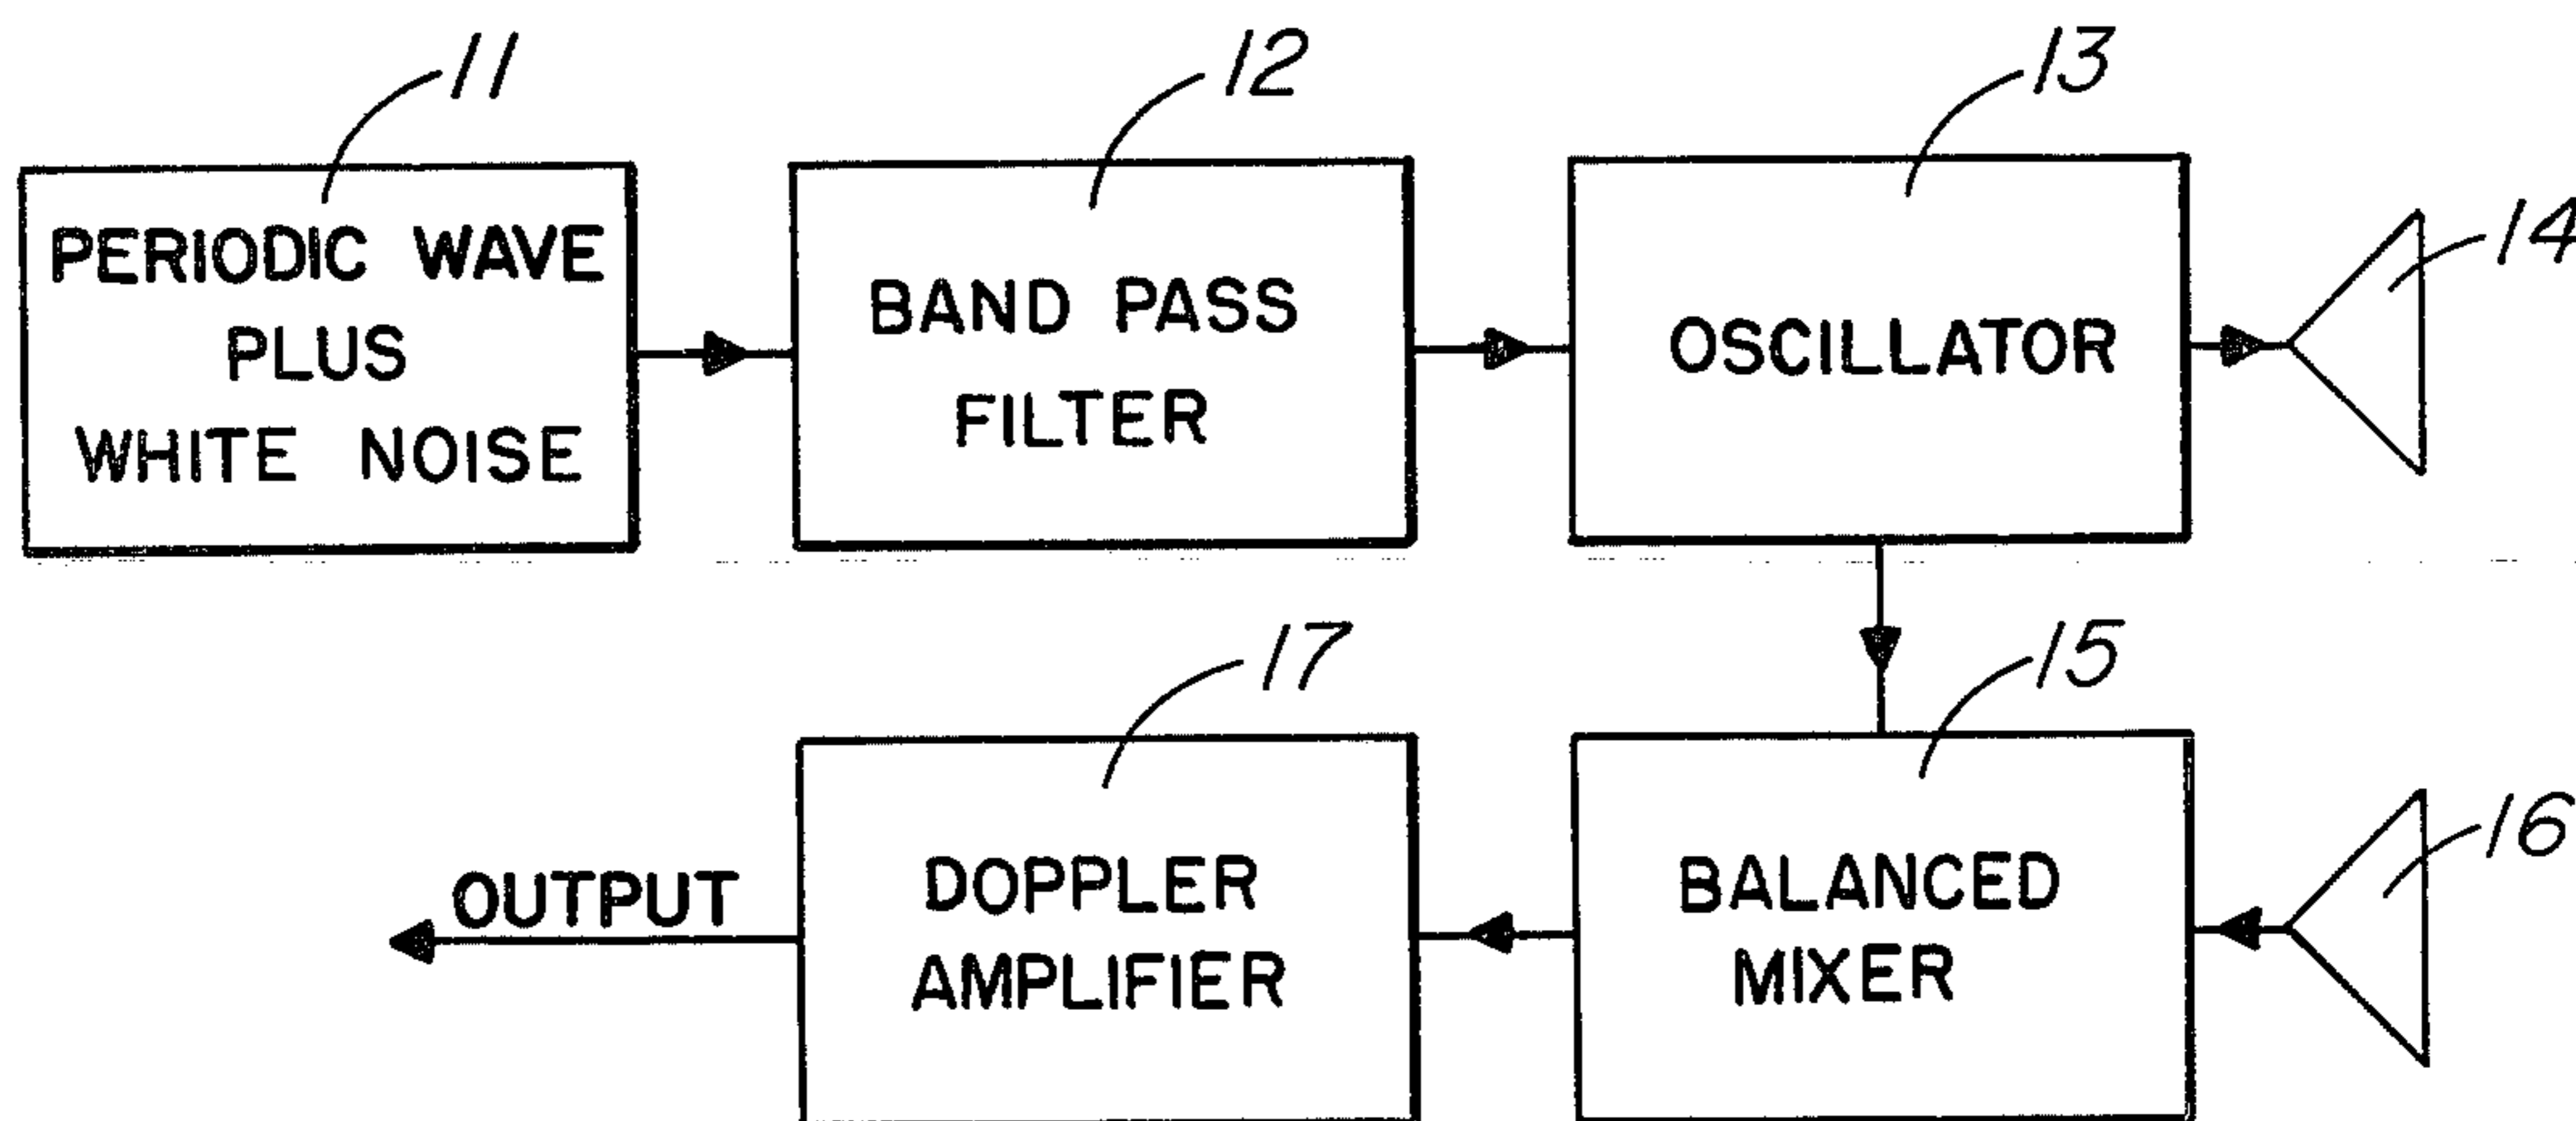 11
12
13
PERIODIC WAVE
PLUS
WHITE NOISE
BAND PASS
FILTER
OSCILLATOR
14
17
15
OUTPUT
DOPPLER
AMPLIFIER
BALANCED
MIXER
16